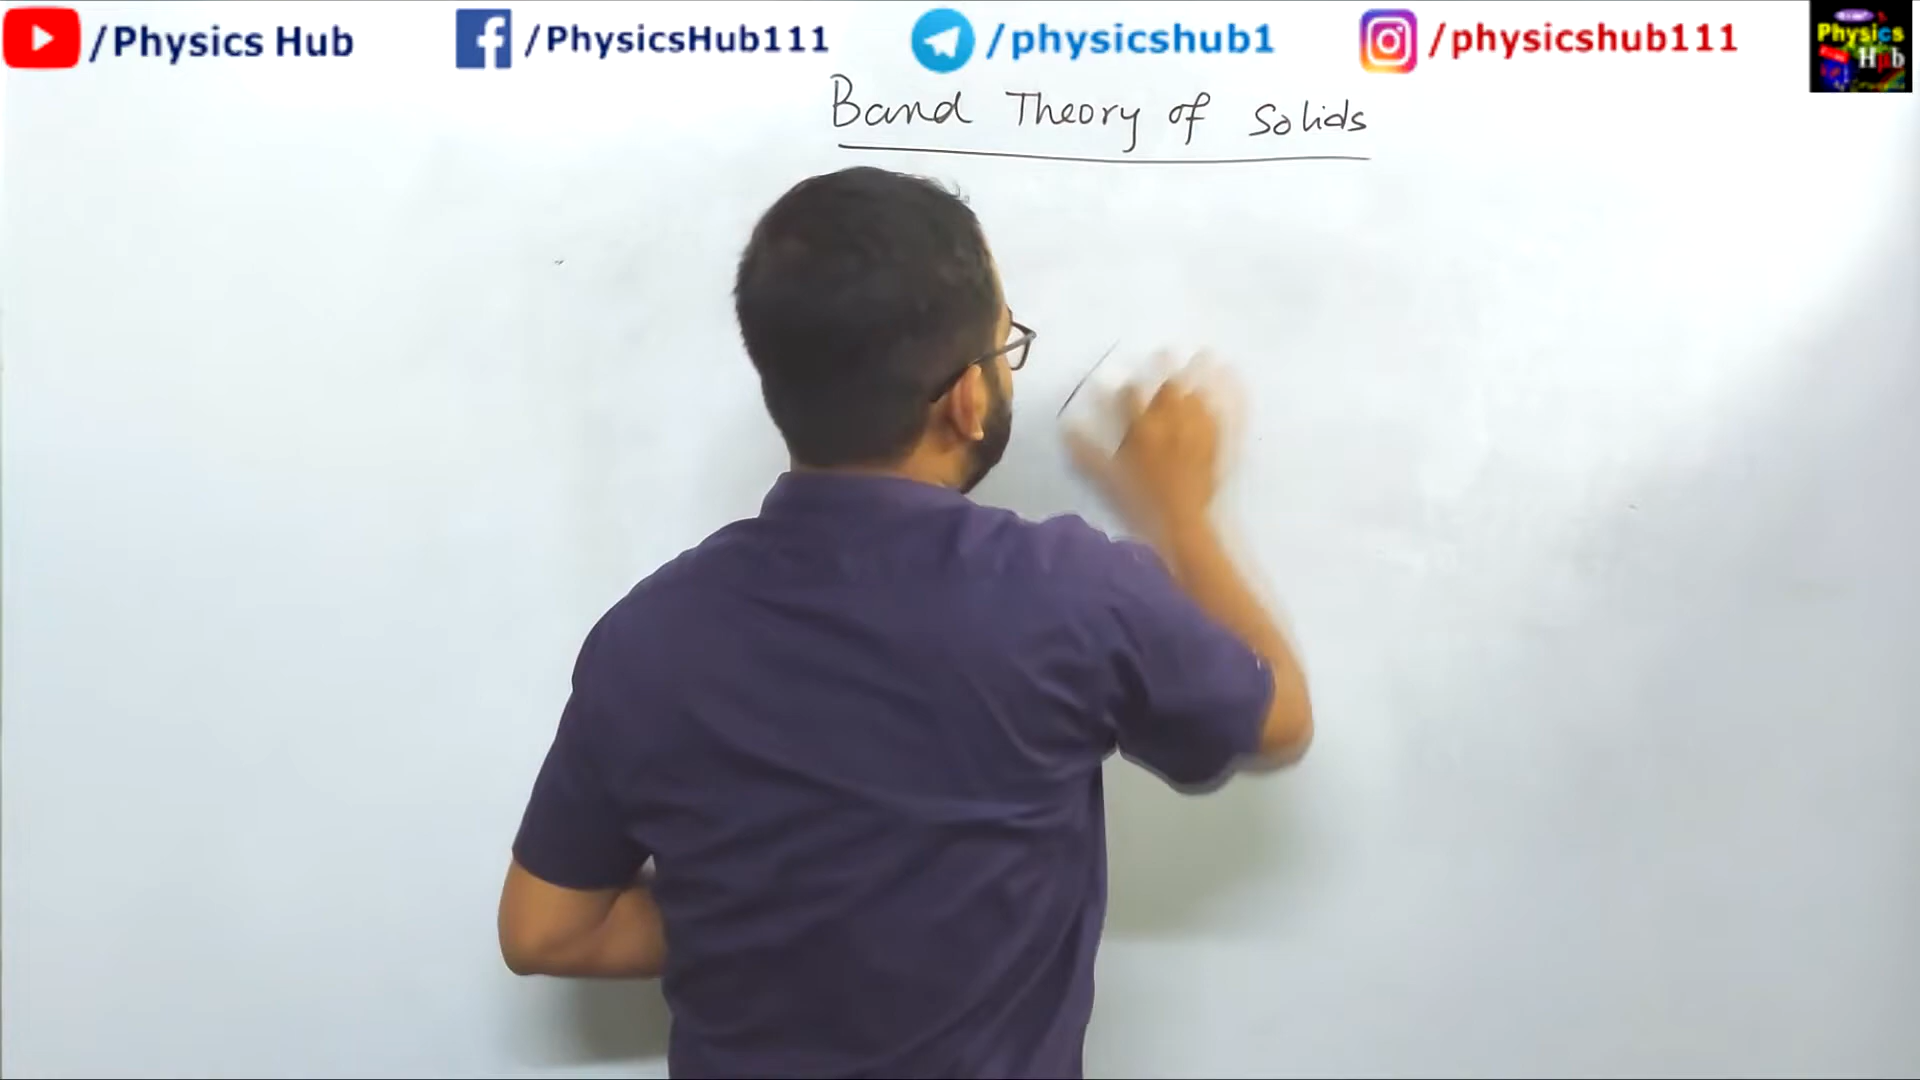 /Physics Hub /PhysicsHub111 /physicshub1 /physicshub111
Physics
Hub
Band Theory of Solids